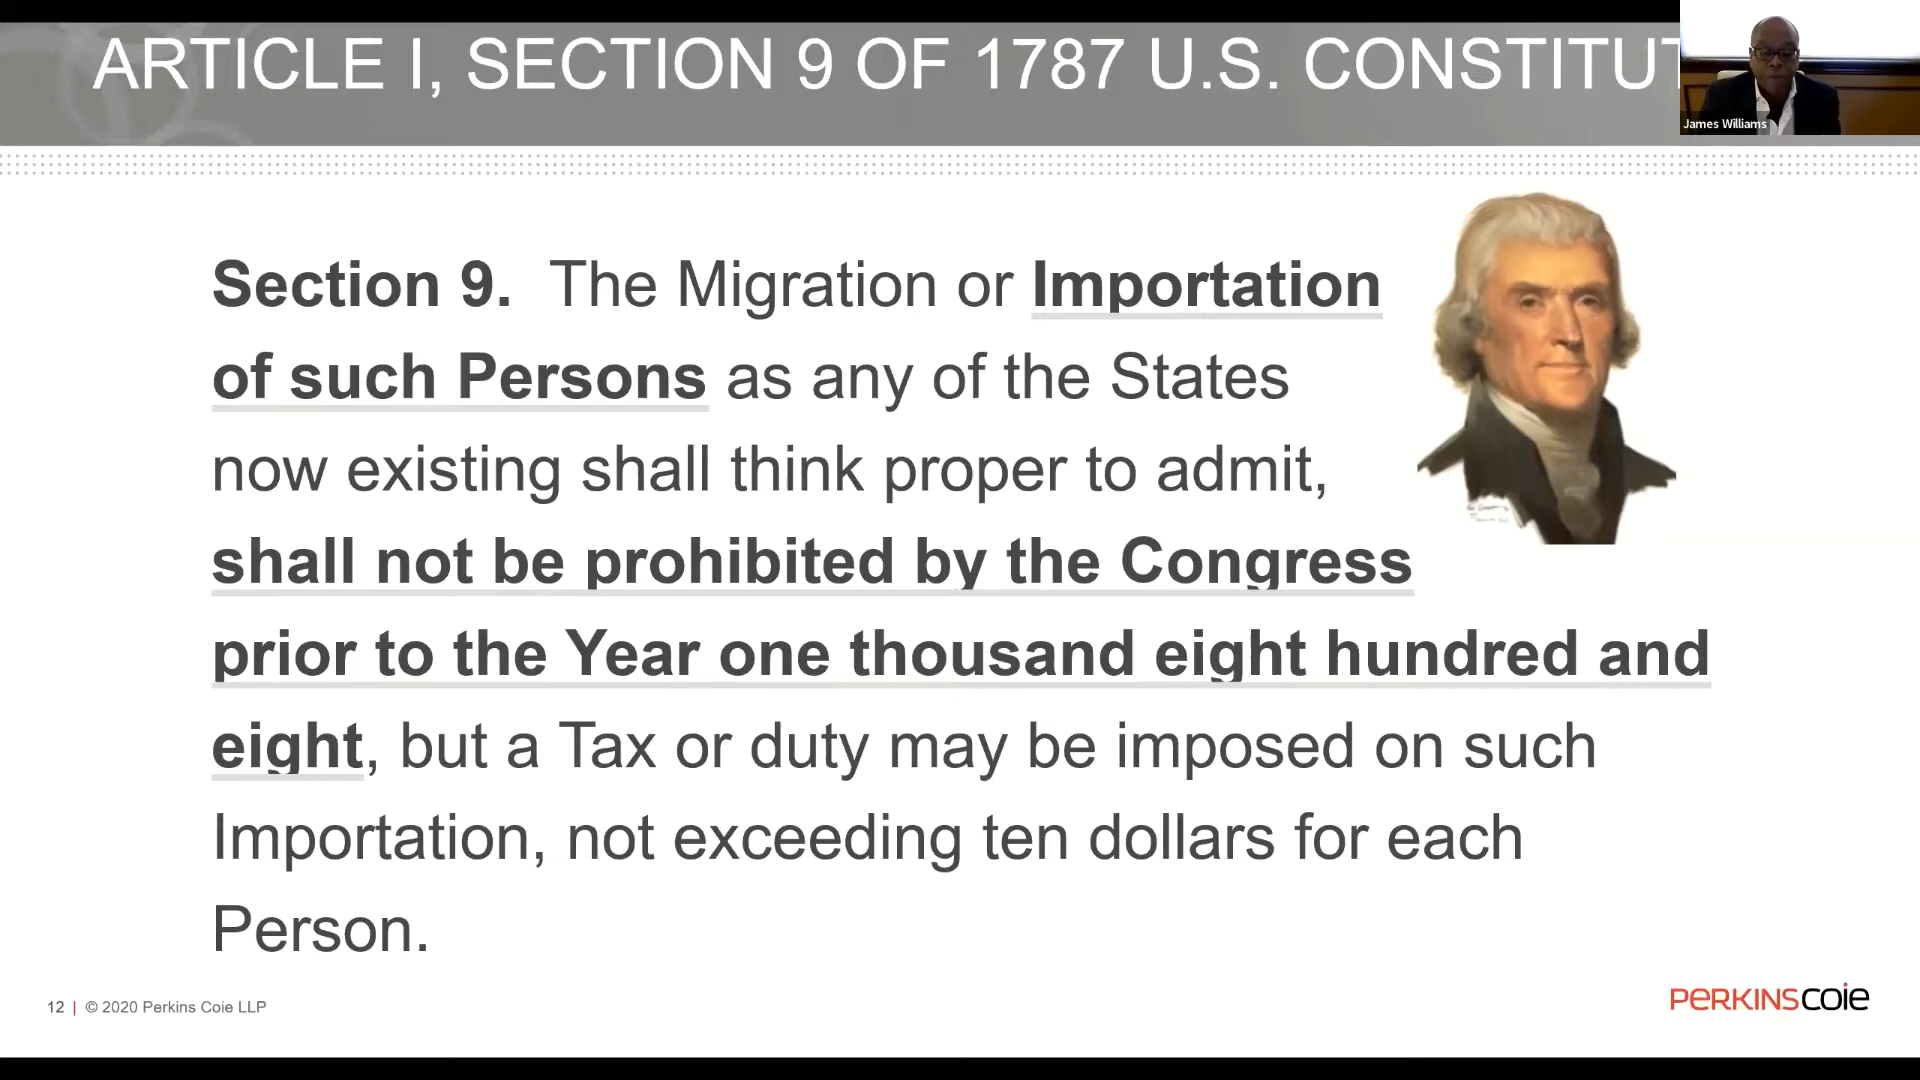 ARTICLE I, SECTION 9 OF 1787 U.S. CONSTITUT
James Williams
Section 9. The Migration or Importation
of such Persons as any of the States
now existing shall think proper to admit,
shall not be prohibited by the Congress
prior to the Year one thousand eight hundred and
eight, but a Tax or duty may be imposed on such
Importation, not exceeding ten dollars for each
Person.
12 | © 2020 Perkins Coie LLP
PERKINSCOIE